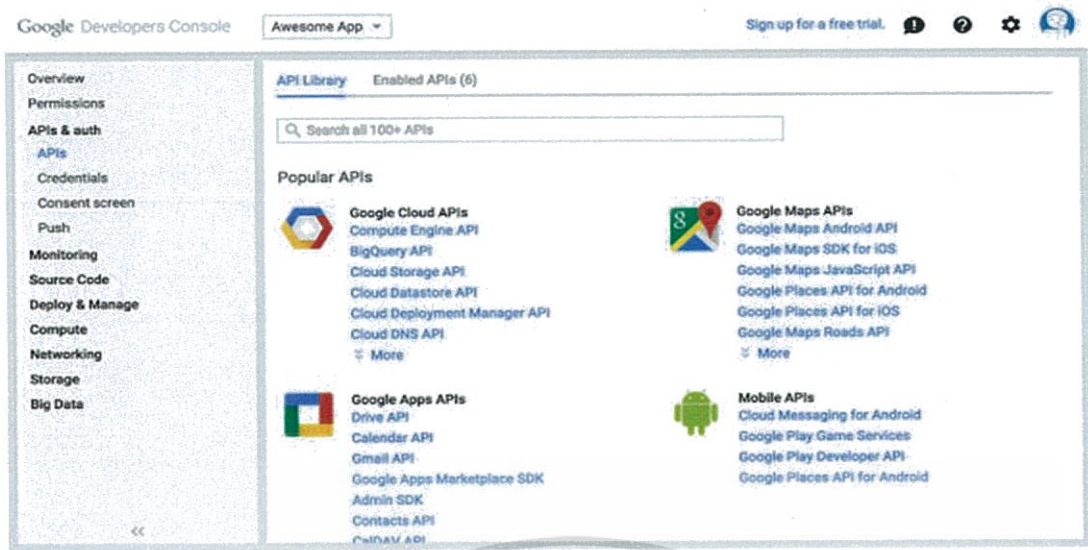 Google Developers Console
Awesome App
Sign up for a free trial.
Overview
Permissions
APIs & auth
APIs
Credentials
Consent screen
Push
Monitoring
Source Code
Deploy & Manage
Compute
Networking
Storage
Big Data
API Library
Enabled APIs (6)
Search all 100+ APIs
Popular APIs
Google Cloud APIs
Compute Engine API
BigQuery API
Cloud Storage API
Cloud Datastore API
Cloud Deployment Manager API
Cloud DNS API
More
Google Maps APIs
Google Maps Android API
Google Maps SDK for iOS
Google Maps JavaScript API
Google Places API for Android
Google Places API for iOS
Google Maps Roads API
More
Google Apps APIs
Drive API
Calendar API
Gmail API
Google Apps Marketplace SDK
Admin SDK
Contacts API
CalDAV API
Mobile APIs
Cloud Messaging for Android
Google Play Game Services
Google Play Developer API
Google Places API for Android